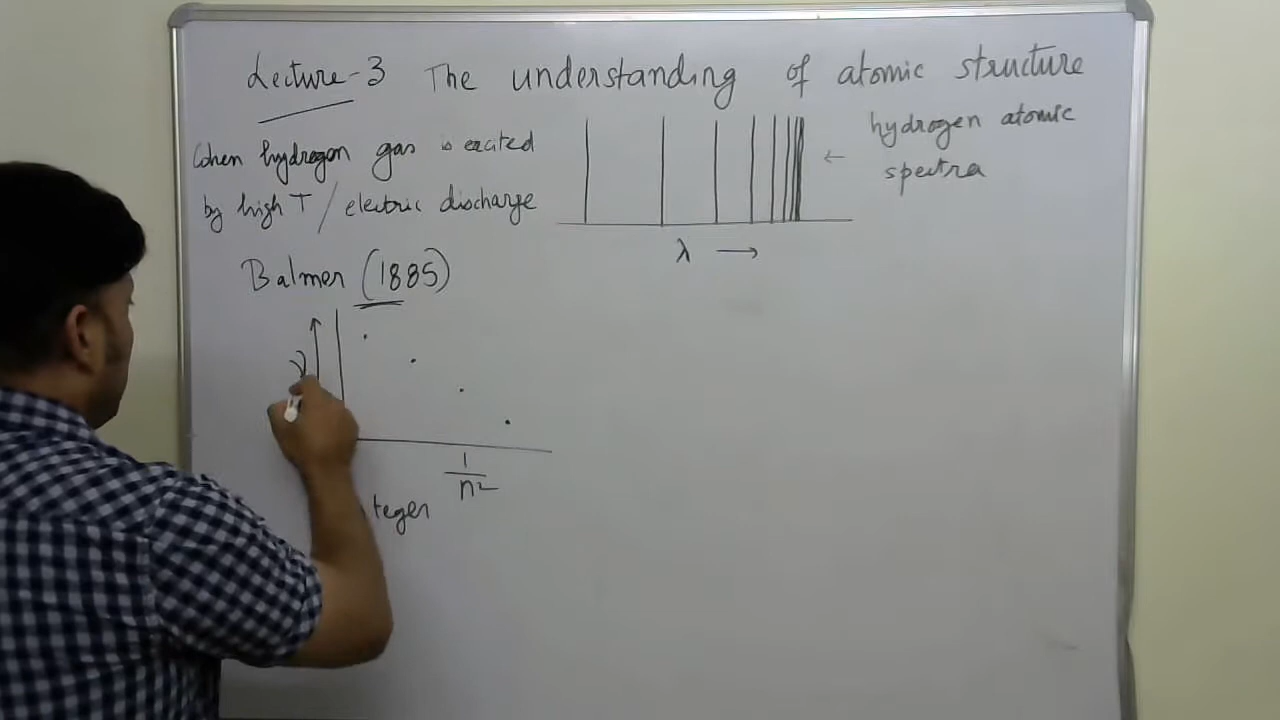 Lecture-3 The understanding of atomic structure
When hydrogen gas is excited
by high T / electric discharge
hydrogen atomic
spectra
←
λ →
Balmer (1885)
ν
1
n²
teger